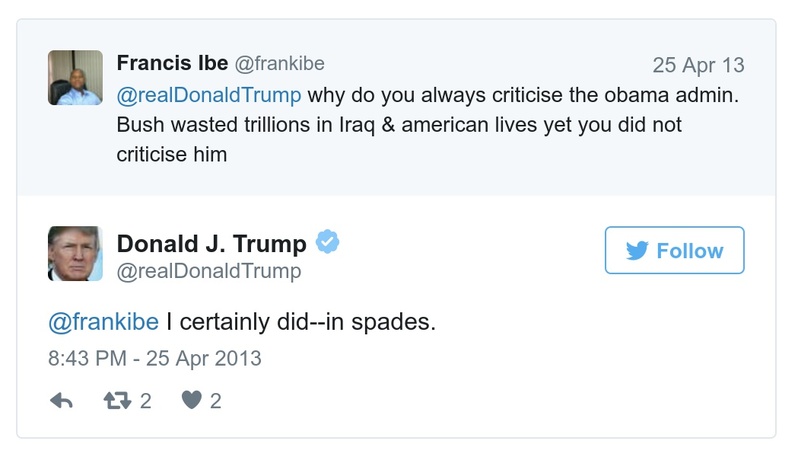 Francis Ibe @frankibe 25 Apr 13
@realDonaldTrump why do you always criticise the obama admin.
Bush wasted trillions in Iraq & american lives yet you did not
criticise him
Donald J. Trump
@realDonaldTrump
Follow
@frankibe I certainly did--in spades.
8:43 PM - 25 Apr 2013
2 2